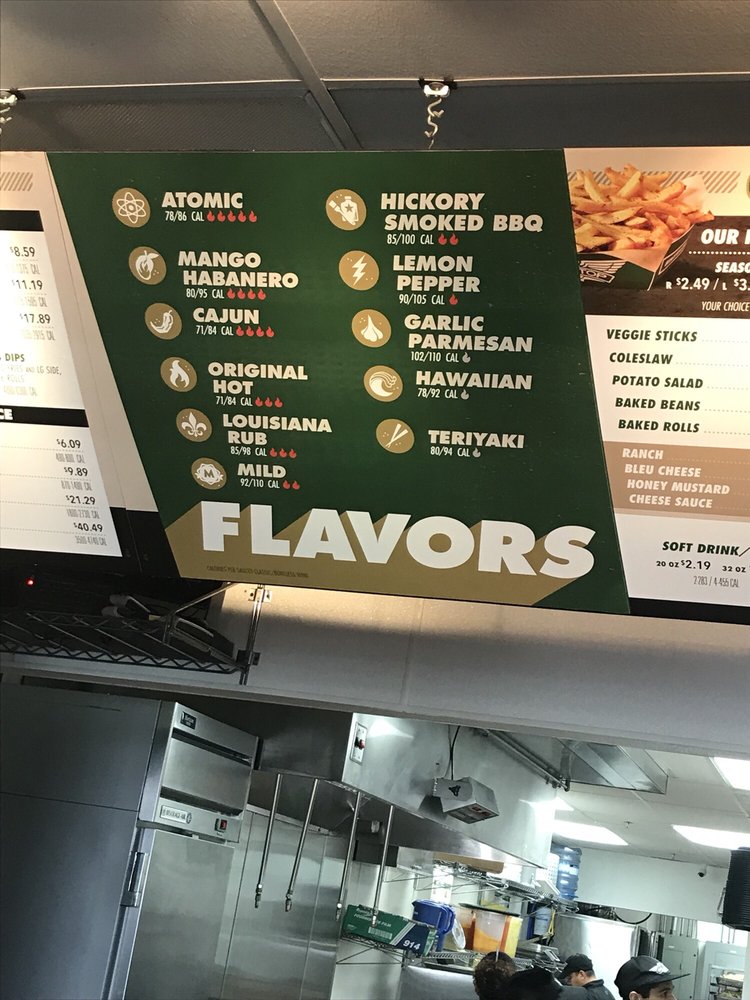 $8.59
$11.19
$17.89
DIPS
AND LG SIDE,
ROLLS
$6.09
$9.89
$21.29
$40.49
ATOMIC
78/86 CAL
MANGO
HABANERO
80/95 CAL
CAJUN
71/84 CAL
ORIGINAL
HOT
71/84 CAL
LOUISIANA
RUB
85/98 CAL
M
MILD
92/110 CAL
HICKORY
SMOKED BBQ
85/100 CAL
LEMON
PEPPER
90/105 CAL
GARLIC
PARMESAN
102/110 CAL
HAWAIIAN
78/92 CAL
TERIYAKI
80/94 CAL
FLAVORS
OUR
R $2.49 / L $3.
YOUR CHOICE
VEGGIE STICKS
COLESLAW
POTATO SALAD
BAKED BEANS
BAKED ROLLS
RANCH
BLEU CHEESE
HONEY MUSTARD
CHEESE SAUCE
SOFT DRINK/
20 OZ $2.19 32 OZ
914